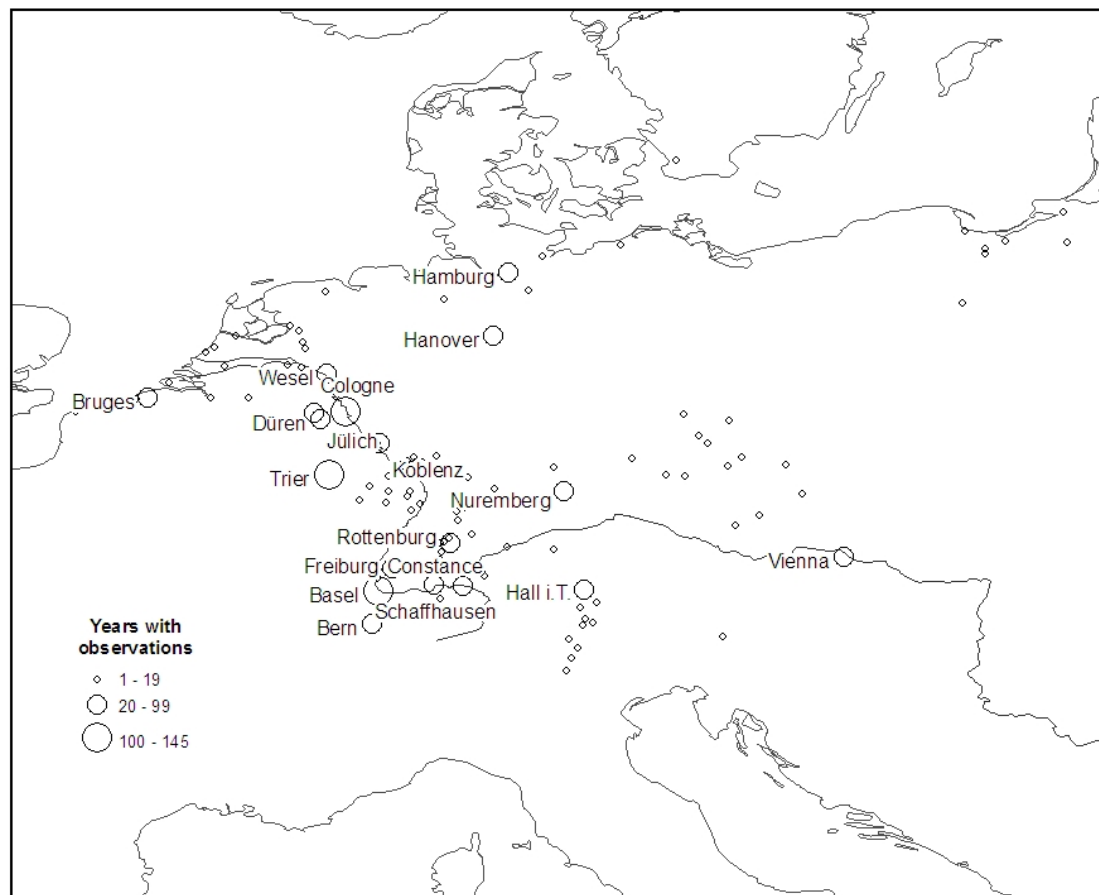 Hamburg
Hanover
Wesel
Cologne
Bruges
Düren
Jülich
Koblenz
Trier
Nuremberg
Rottenburg
Vienna
Freiburg
Constance
Basel
Hall i.T.
Schaffhausen
Bern
Years with
observations
1 - 19
20 - 99
100 - 145